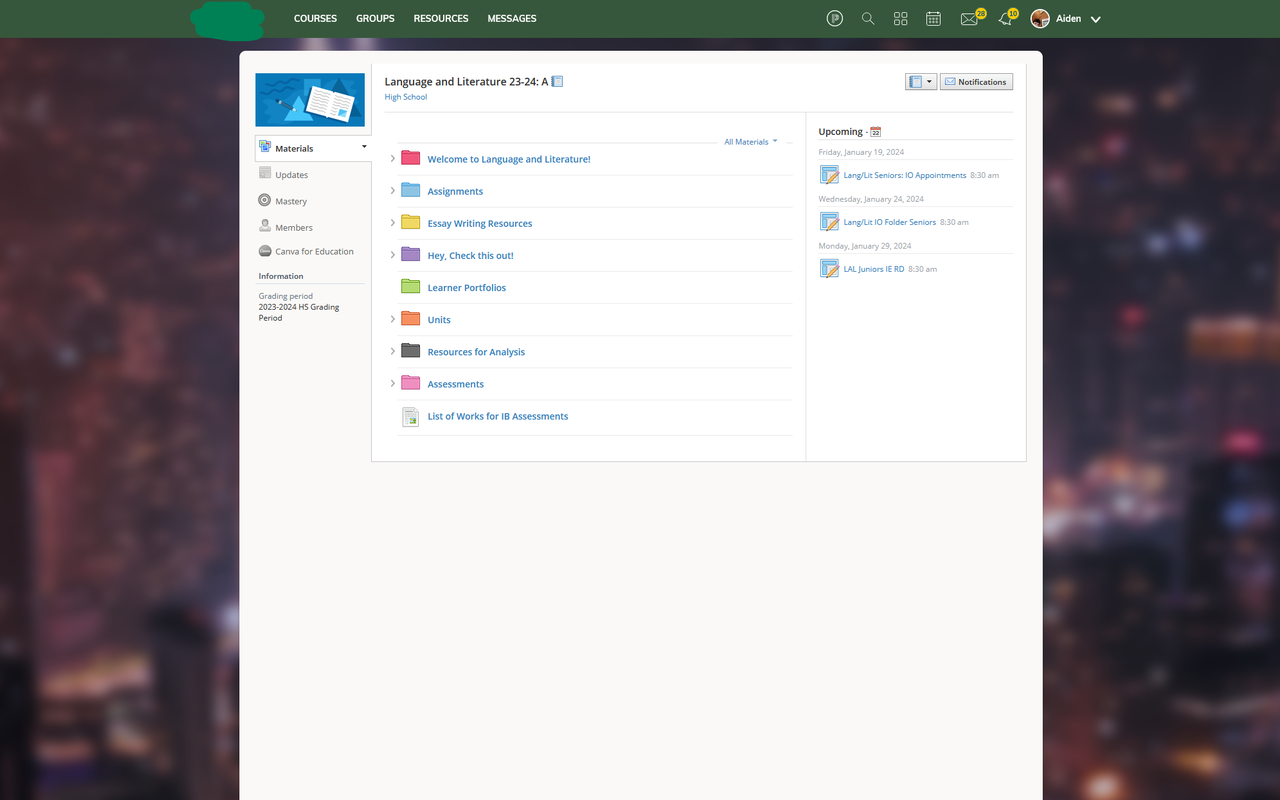 COURSES GROUPS RESOURCES MESSAGES 28 10 Aiden
Language and Literature 23-24: A
High School
Notifications
Materials
Updates
Mastery
Members
Canva for Education
Information
Grading period
2023-2024 HS Grading
Period
All Materials
Welcome to Language and Literature!
Assignments
Essay Writing Resources
Hey, Check this out!
Learner Portfolios
Units
Resources for Analysis
Assessments
List of Works for IB Assessments
Upcoming · 22
Friday, January 19, 2024
Lang/Lit Seniors: IO Appointments 8:30 am
Wednesday, January 24, 2024
Lang/Lit IO Folder Seniors 8:30 am
Monday, January 29, 2024
LAL Juniors IE RD 8:30 am